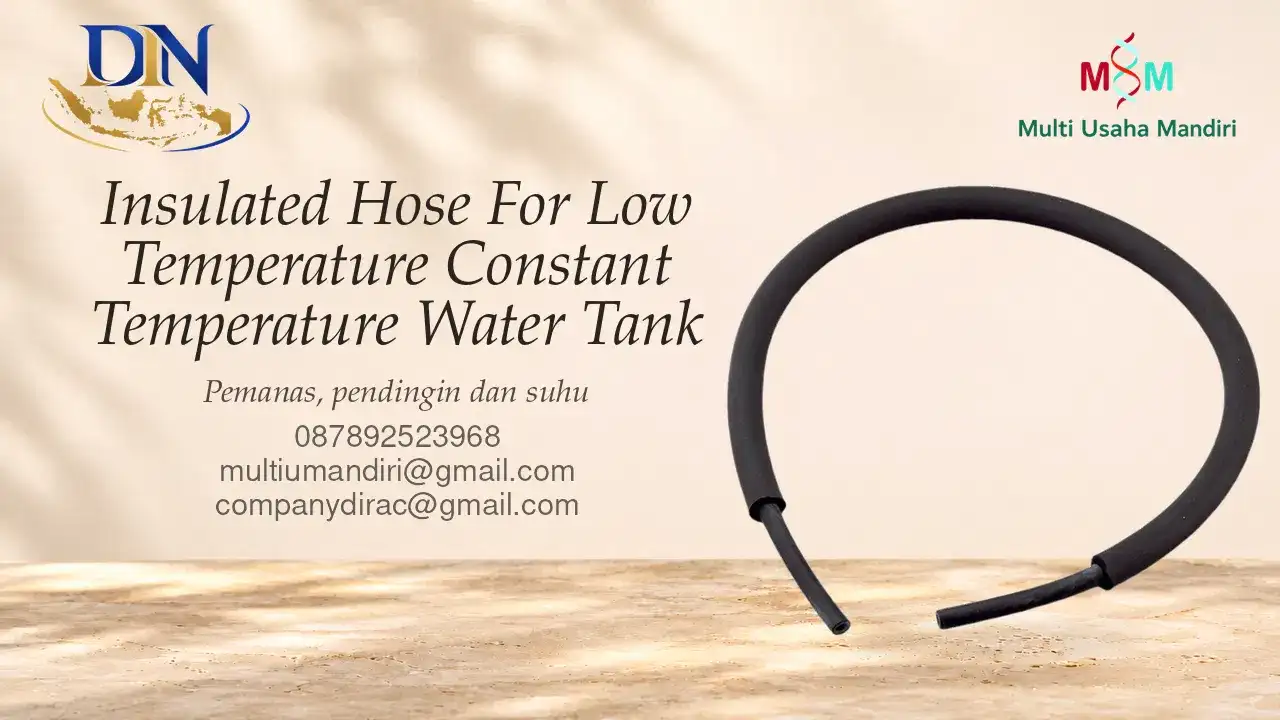 DIN
MSM
Multi Usaha Mandiri
Insulated Hose For Low
Temperature Constant
Temperature Water Tank
Pemanas, pendingin dan suhu
087892523968
multiumandiri@gmail.com
companydirac@gmail.com